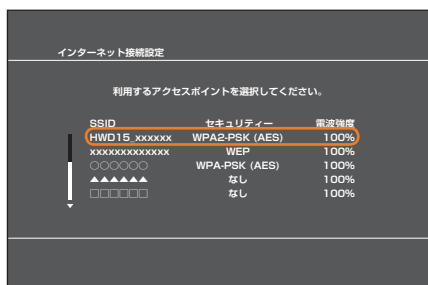 インターネット接続設定
利用するアクセスポイントを選択してください。
SSID セキュリティー 電波強度
HWD15_xxxxxx WPA2-PSK (AES) 100%
xxxxxxxxxxxxx WEP 100%
○○○○○○ WPA-PSK (AES) 100%
▲▲▲▲▲▲ なし 100%
□□□□□□ なし 100%